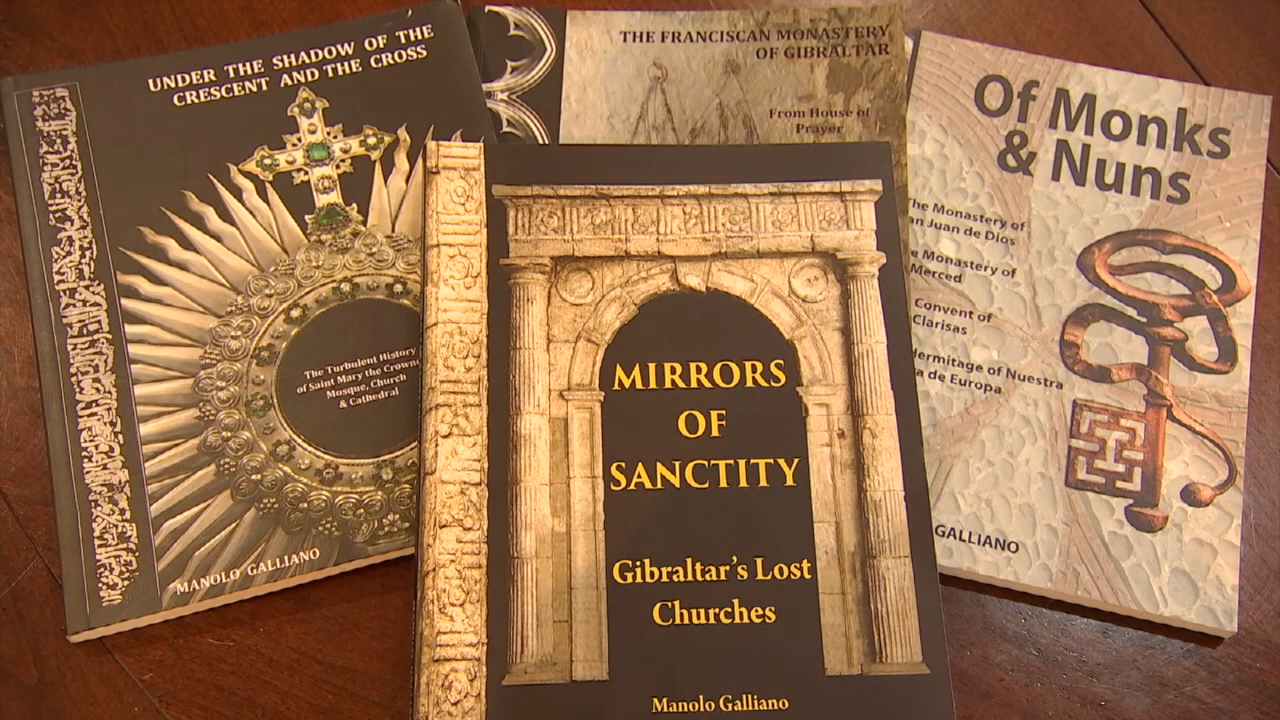 UNDER THE SHADOW OF THE
CRESCENT AND THE CROSS
The Turbulent History
of Saint Mary the Crowne
Mosque, Church
& Cathedral
MANOLO GALLIANO
THE FRANCISCAN MONASTERY
OF GIBRALTAR
From House of
Prayer
MIRRORS
OF
SANCTITY
Gibraltar's Lost
Churches
Manolo Galliano
Of Monks
& Nuns
The Monastery of
an Juan de Dios
e Monastery of
Merced
Convent of
Clarisas
Hermitage of Nuestra
ra de Europa
GALLIANO